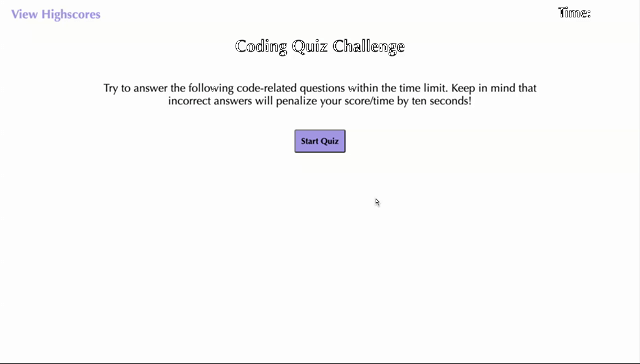 View Highscores
Time:
Coding Quiz Challenge
Try to answer the following code-related questions within the time limit. Keep in mind that
incorrect answers will penalize your score/time by ten seconds!
Start Quiz